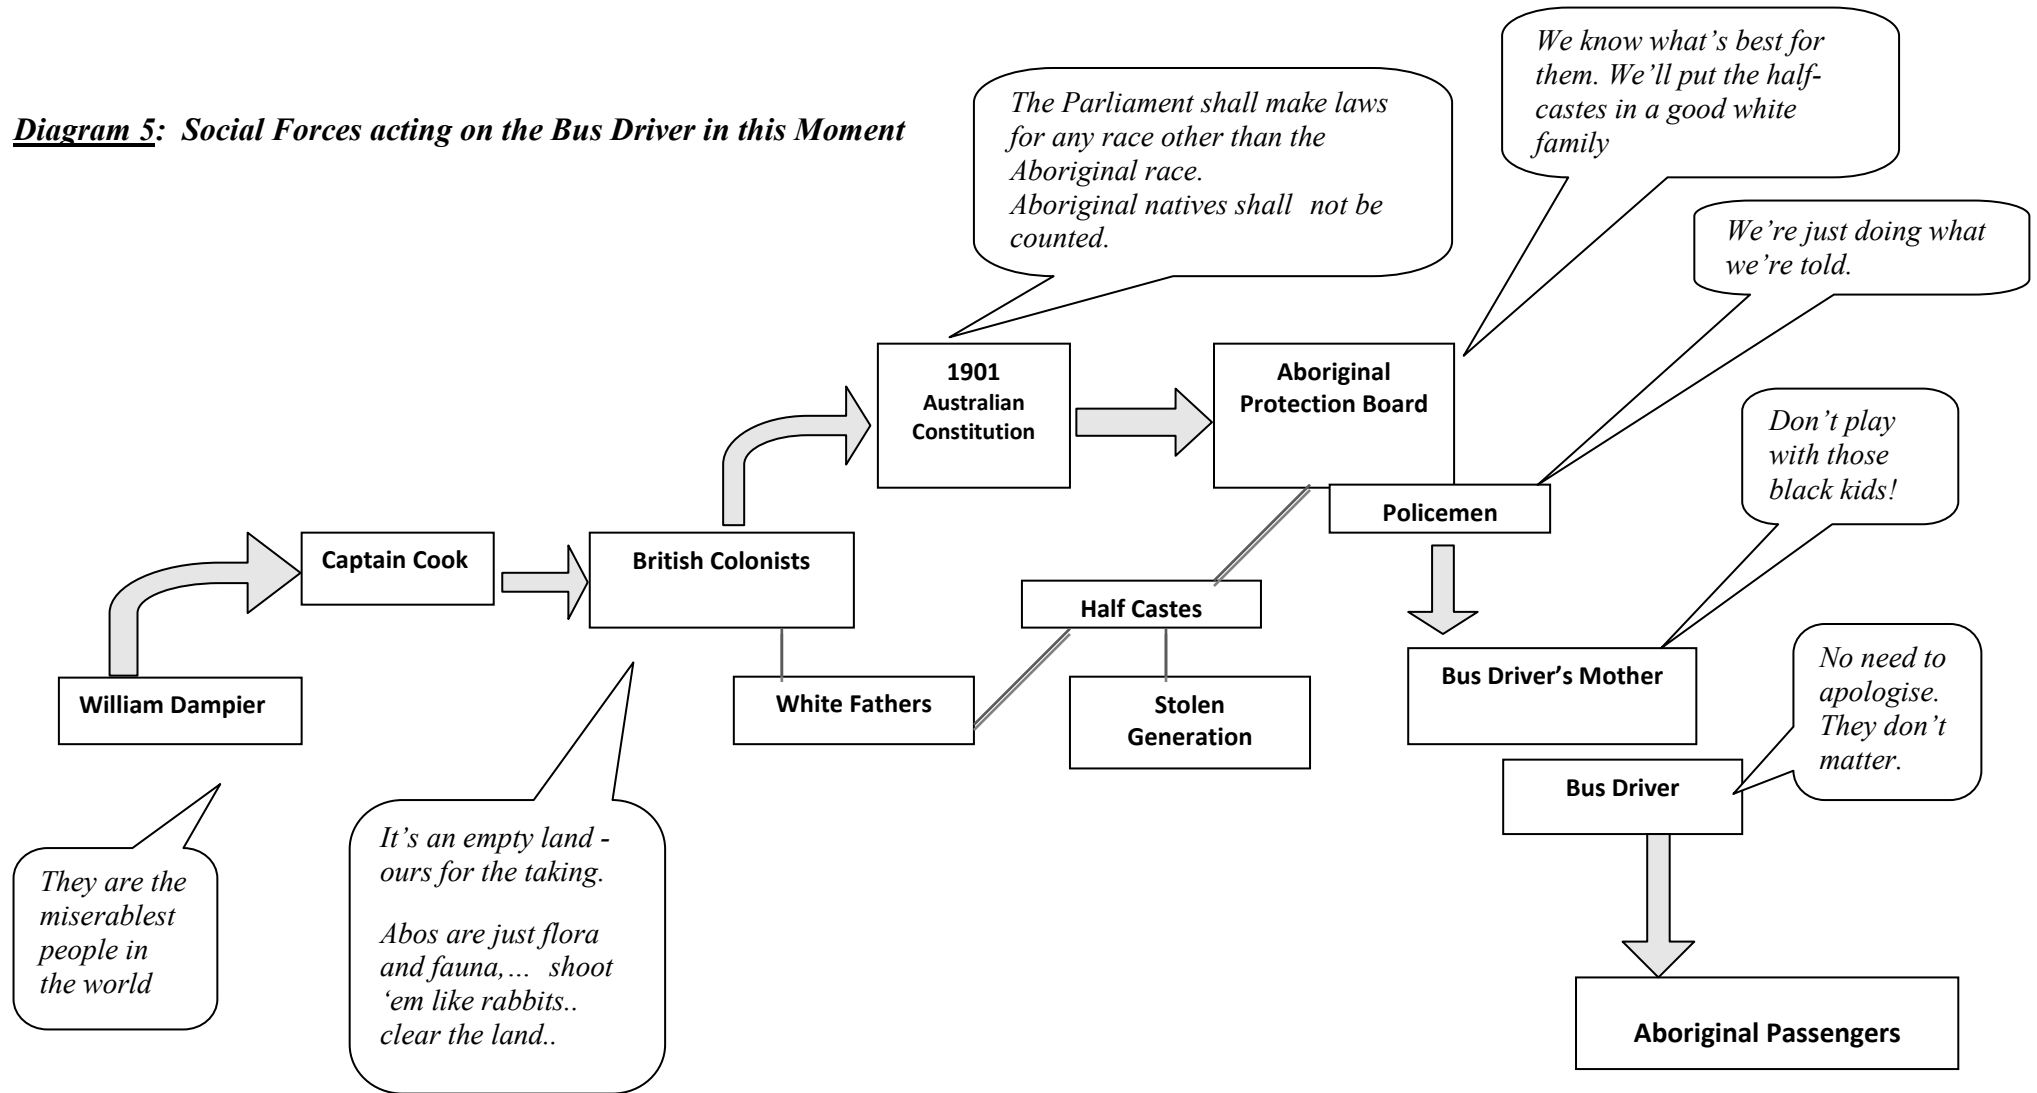 Diagram 5: Social Forces acting on the Bus Driver in this Moment
The Parliament shall make laws
for any race other than the
Aboriginal race.
Aboriginal natives shall not be
counted.
We know what’s best for
them. We’ll put the half-
castes in a good white
family
We’re just doing what
we’re told.
1901
Australian
Constitution
Aboriginal
Protection Board
Policemen
Don’t play
with those
black kids!
Captain Cook
British Colonists
Half Castes
William Dampier
White Fathers
Stolen
Generation
Bus Driver’s Mother
No need to
apologise.
They don’t
matter.
Bus Driver
They are the
miserablest
people in
the world
It’s an empty land -
ours for the taking.
Abos are just flora
and fauna,… shoot
‘em like rabbits..
clear the land..
Aboriginal Passengers